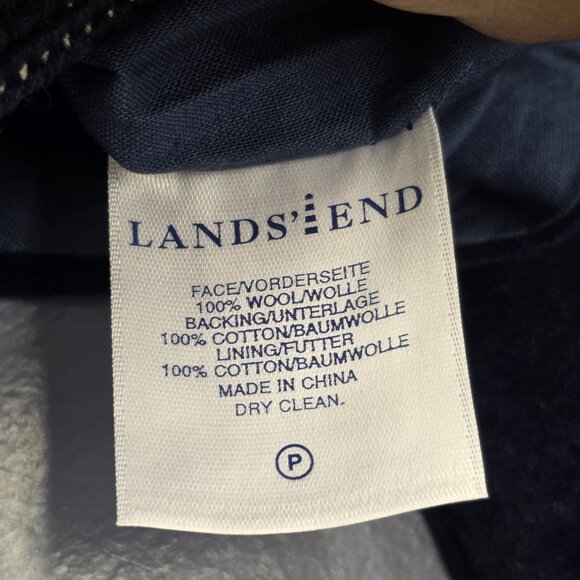 LANDS' END
FACE/VORDERSEITE
100% WOOL/WOLLE
BACKING/UNTERLAGE
100% COTTON/BAUMWOLLE
LINING/FUTTER
100% COTTON/BAUMWOLLE
MADE IN CHINA
DRY CLEAN.
P